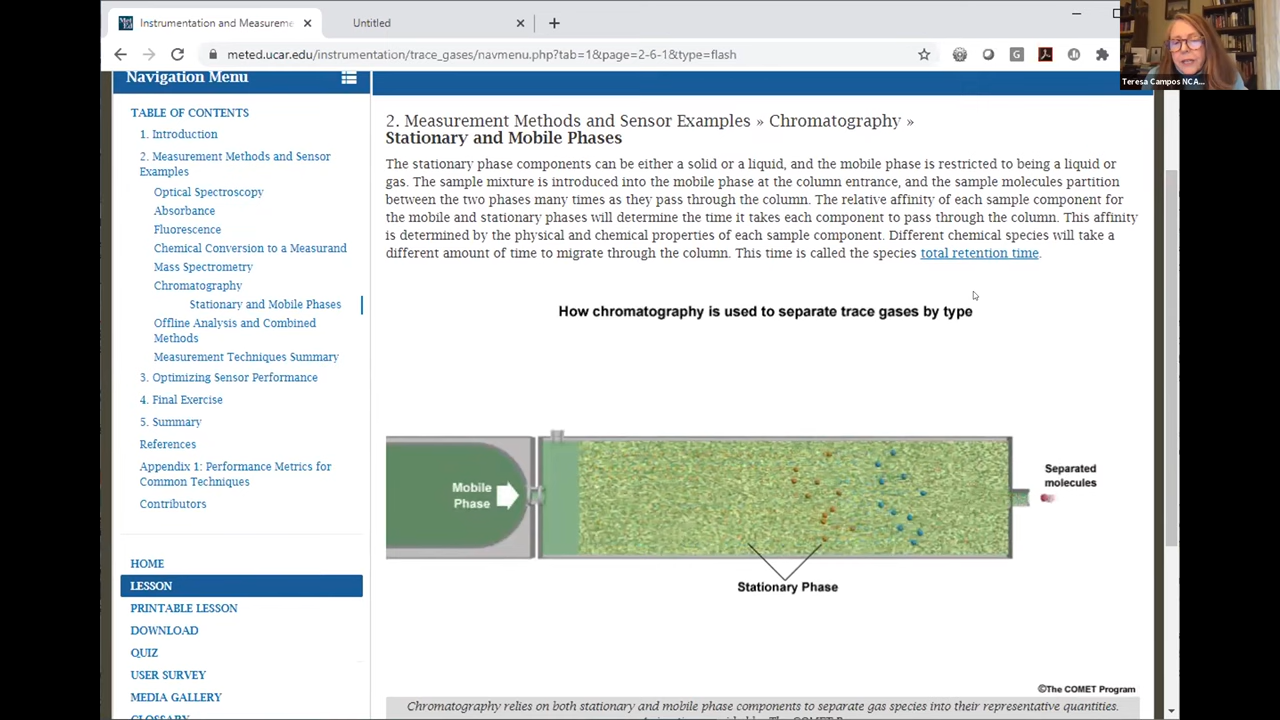 Instrumentation and Measureme
Untitled
meted.ucar.edu/instrumentation/trace_gases/navmenu.php?tab=1&page=2-6-1&type=flash
Teresa Campos NCA...
Navigation Menu
TABLE OF CONTENTS
1. Introduction
2. Measurement Methods and Sensor
Examples
Optical Spectroscopy
Absorbance
Fluorescence
Chemical Conversion to a Measurand
Mass Spectrometry
Chromatography
Stationary and Mobile Phases
Offline Analysis and Combined
Methods
Measurement Techniques Summary
3. Optimizing Sensor Performance
4. Final Exercise
5. Summary
References
Appendix 1: Performance Metrics for
Common Techniques
Contributors
HOME
LESSON
PRINTABLE LESSON
DOWNLOAD
QUIZ
USER SURVEY
MEDIA GALLERY
GLOSSARY
2. Measurement Methods and Sensor Examples » Chromatography »
Stationary and Mobile Phases
The stationary phase components can be either a solid or a liquid, and the mobile phase is restricted to being a liquid or
gas. The sample mixture is introduced into the mobile phase at the column entrance, and the sample molecules partition
between the two phases many times as they pass through the column. The relative affinity of each sample component for
the mobile and stationary phases will determine the time it takes each component to pass through the column. This affinity
is determined by the physical and chemical properties of each sample component. Different chemical species will take a
different amount of time to migrate through the column. This time is called the species total retention time.
How chromatography is used to separate trace gases by type
Mobile
Phase
Separated
molecules
Stationary Phase
©The COMET Program
Chromatography relies on both stationary and mobile phase components to separate gas species into their representative quantities.